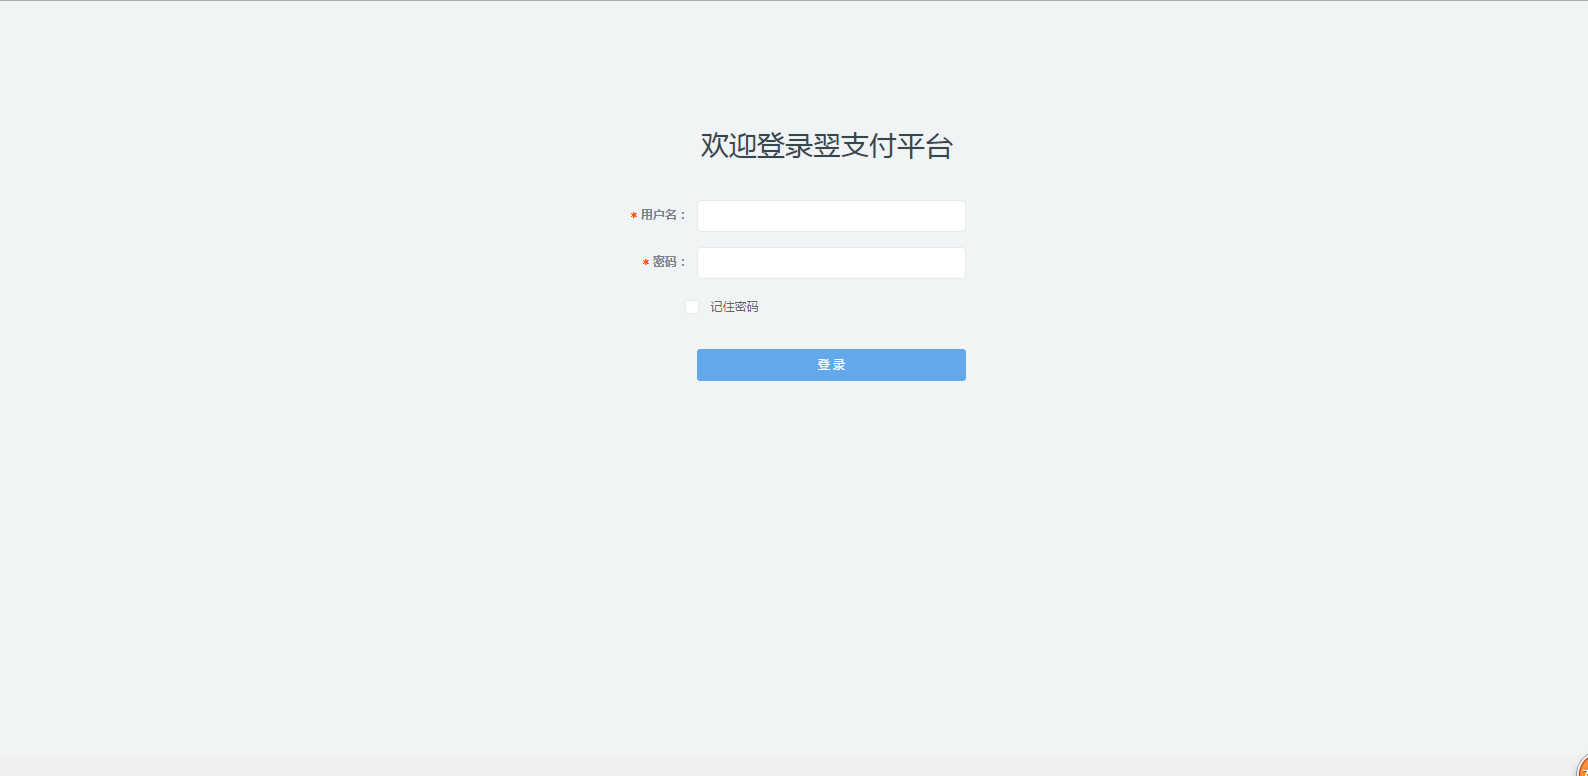 欢迎登录翌支付平台
* 用户名：
* 密码：
记住密码
登 录